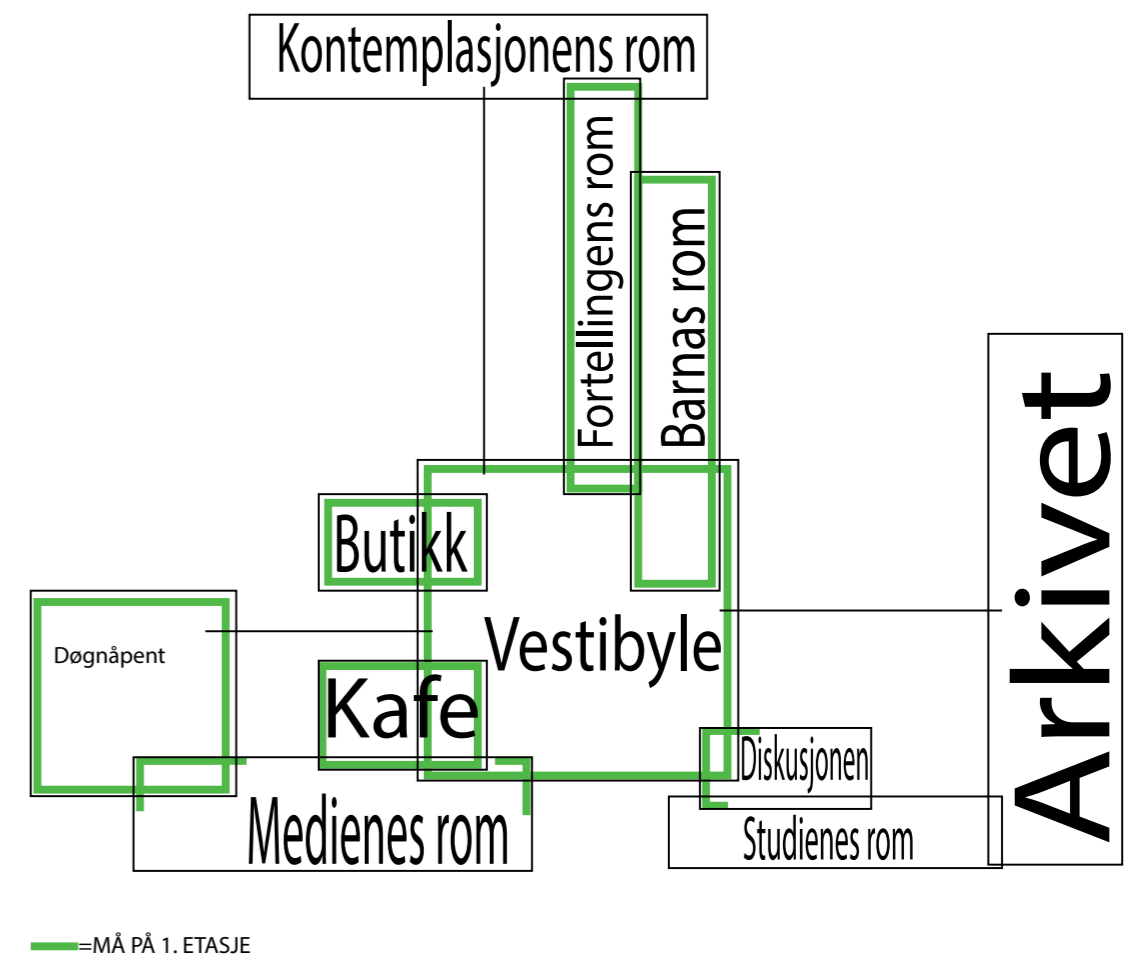 Kontemplasjonens rom
Fortellingens rom
Barnas rom
Arkivet
Butikk
Vestibyle
Døgnåpent
Kafe
Diskusjonen
Medienes rom
Studienes rom
=MÅ PÅ 1. ETASJE